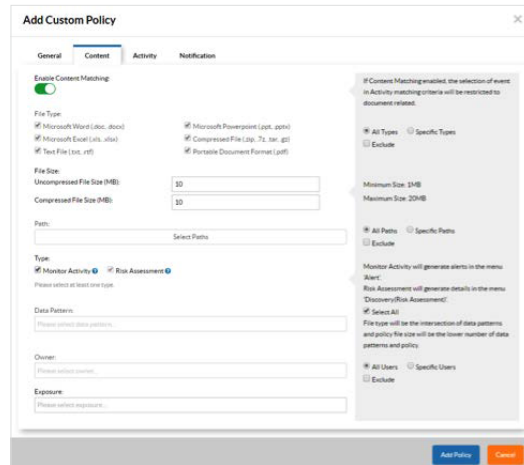 Add Custom Policy
×
General Content Activity Notification
Enable Content Matching:
If Content Matching enabled, the selection of event
in Activity matching criteria will be restricted to
document related.
File Type:
Microsoft Word (.doc, .docx) Microsoft Powerpoint (.ppt, .pptx)
All Types Specific Types
Microsoft Excel (.xls, .xlsx) Compressed File (.zip, .7z, .tar, .gz)
Exclude
Text File (.txt, .rtf) Portable Document Format (.pdf)
File Size:
Uncompressed File Size (MB): 10
Minimum Size: 1MB
Compressed File Size (MB): 10
Maximum Size: 20MB
Path:
Select Paths
All Paths Specific Paths
Exclude
Type:
Monitor Activity Risk Assessment
Please select at least one type.
Monitor Activity will generate alerts in the menu
'Alert'.
Risk Assessment will generate details in the menu
'Discovery(Risk Assessment)'.
Data Pattern:
Please select data pattern...
Select All
File type will be the intersection of data patterns
and policy file size will be the lower number of data
patterns and policy.
Owner:
Please select owner...
All Users Specific Users
Exclude
Exposure:
Please select exposure...
Add Policy Cancel